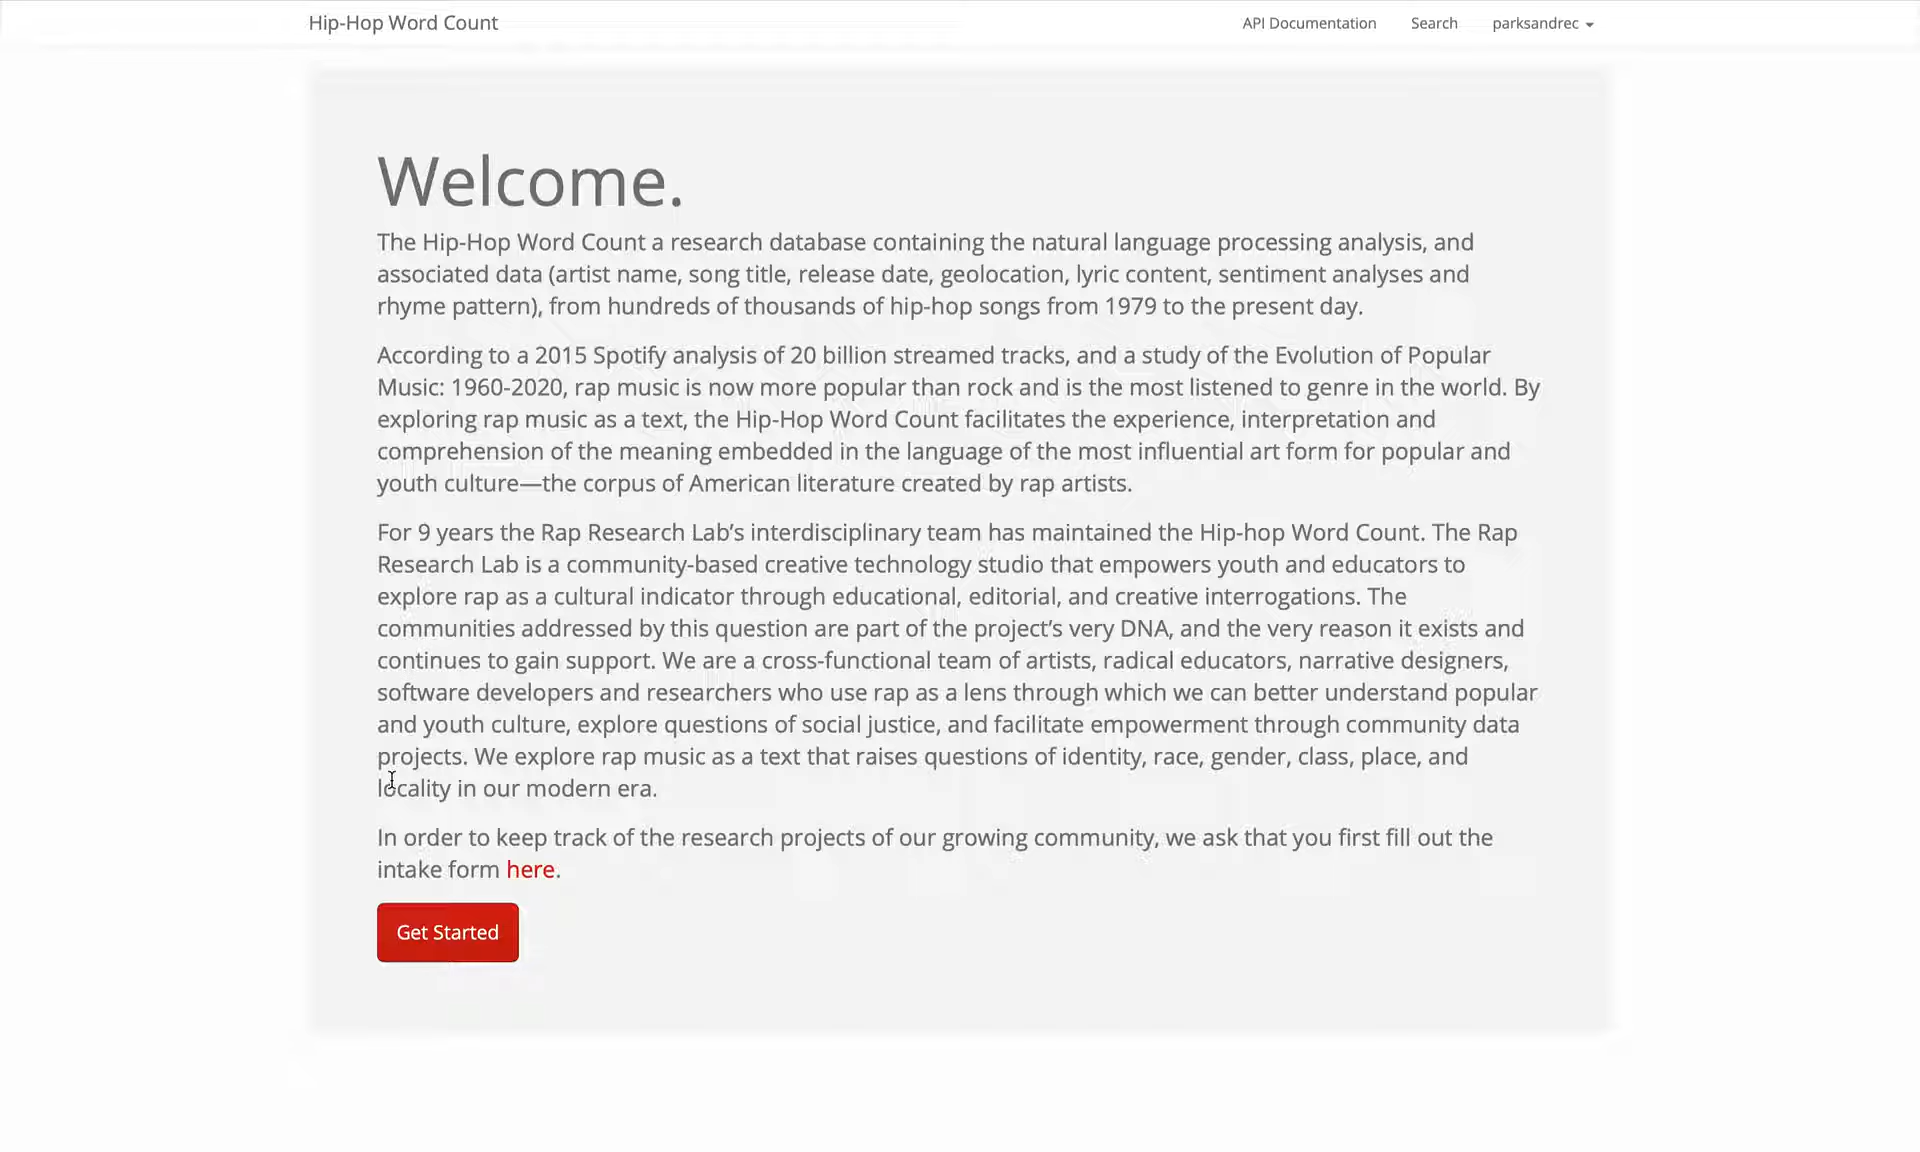 Hip-Hop Word Count
API Documentation
Search
parksandrec
Welcome.
The Hip-Hop Word Count a research database containing the natural language processing analysis, and
associated data (artist name, song title, release date, geolocation, lyric content, sentiment analyses and
rhyme pattern), from hundreds of thousands of hip-hop songs from 1979 to the present day.
According to a 2015 Spotify analysis of 20 billion streamed tracks, and a study of the Evolution of Popular
Music: 1960-2020, rap music is now more popular than rock and is the most listened to genre in the world. By
exploring rap music as a text, the Hip-Hop Word Count facilitates the experience, interpretation and
comprehension of the meaning embedded in the language of the most influential art form for popular and
youth culture—the corpus of American literature created by rap artists.
For 9 years the Rap Research Lab’s interdisciplinary team has maintained the Hip-hop Word Count. The Rap
Research Lab is a community-based creative technology studio that empowers youth and educators to
explore rap as a cultural indicator through educational, editorial, and creative interrogations. The
communities addressed by this question are part of the project’s very DNA, and the very reason it exists and
continues to gain support. We are a cross-functional team of artists, radical educators, narrative designers,
software developers and researchers who use rap as a lens through which we can better understand popular
and youth culture, explore questions of social justice, and facilitate empowerment through community data
projects. We explore rap music as a text that raises questions of identity, race, gender, class, place, and
locality in our modern era.
In order to keep track of the research projects of our growing community, we ask that you first fill out the
intake form here.
Get Started